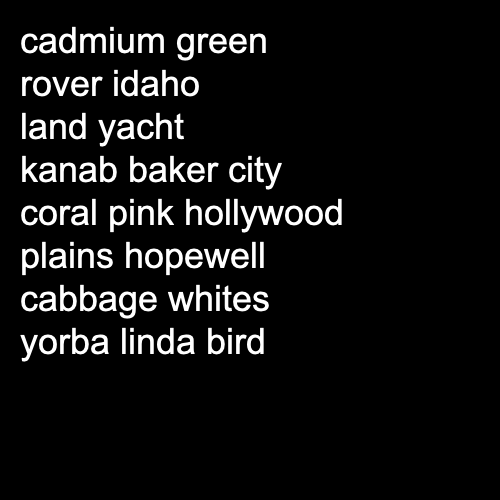 cadmium green
rover idaho
land yacht
kanab baker city
coral pink hollywood
plains hopewell
cabbage whites
yorba linda bird